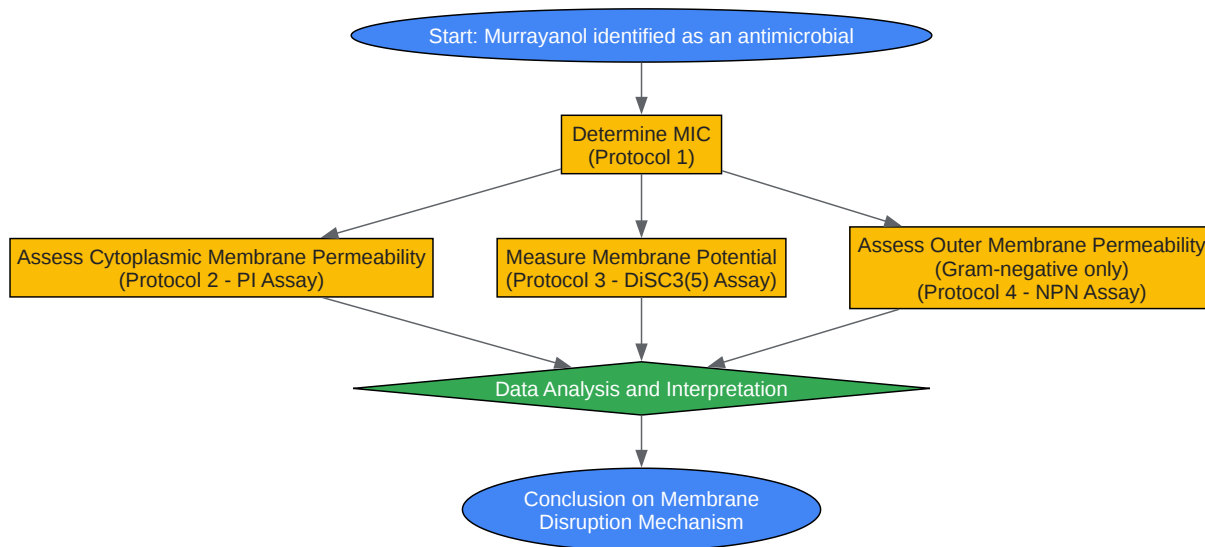 Start: Murrayanol identified as an antimicrobial
Determine MIC
(Protocol 1)
Assess Cytoplasmic Membrane Permeability
(Protocol 2 - PI Assay)
Measure Membrane Potential
(Protocol 3 - DiSC3(5) Assay)
Assess Outer Membrane Permeability
(Gram-negative only)
(Protocol 4 - NPN Assay)
Data Analysis and Interpretation
Conclusion on Membrane
Disruption Mechanism